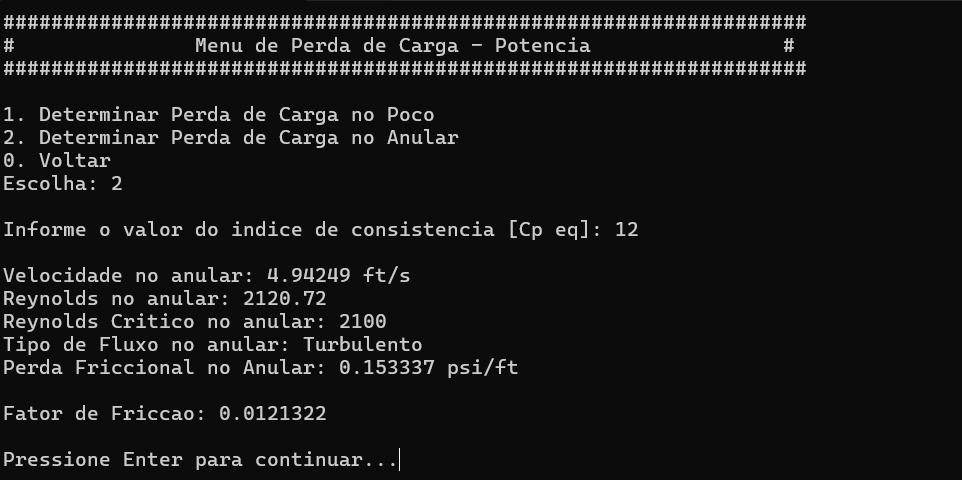 ###################################################################
#               Menu de Perda de Carga - Potencia                #
###################################################################
1. Determinar Perda de Carga no Poco
2. Determinar Perda de Carga no Anular
0. Voltar
Escolha: 2
Informe o valor do indice de consistencia [Cp eq]: 12
Velocidade no anular: 4.94249 ft/s
Reynolds no anular: 2120.72
Reynolds Critico no anular: 2100
Tipo de Fluxo no anular: Turbulento
Perda Friccional no Anular: 0.153337 psi/ft
Fator de Friccao: 0.0121322
Pressione Enter para continuar...